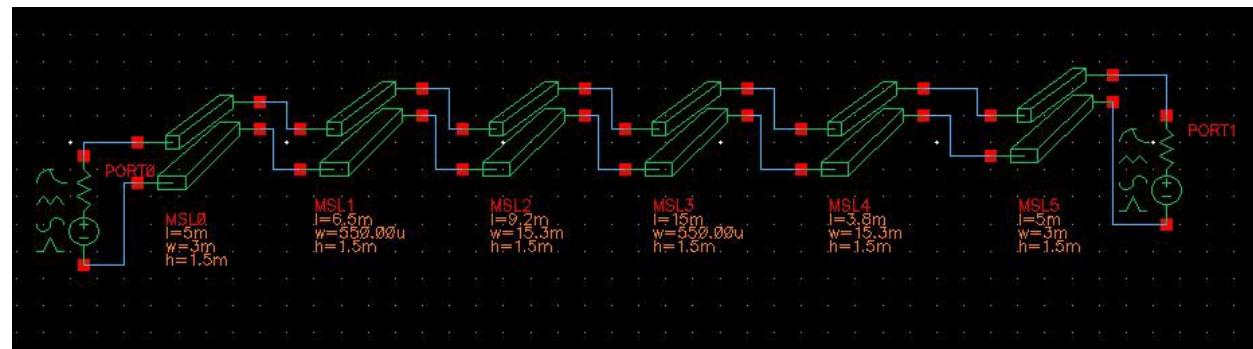 PORT0
MSL0
l=5m
w=3m
h=1.5m
MSL1
l=6.5m
w=550.00u
h=1.5m
MSL2
l=9.2m
w=15.3m
h=1.5m
MSL3
l=15m
w=550.00u
h=1.5m
MSL4
l=3.8m
w=15.3m
h=1.5m
MSL5
l=5m
w=3m
h=1.5m
PORT1